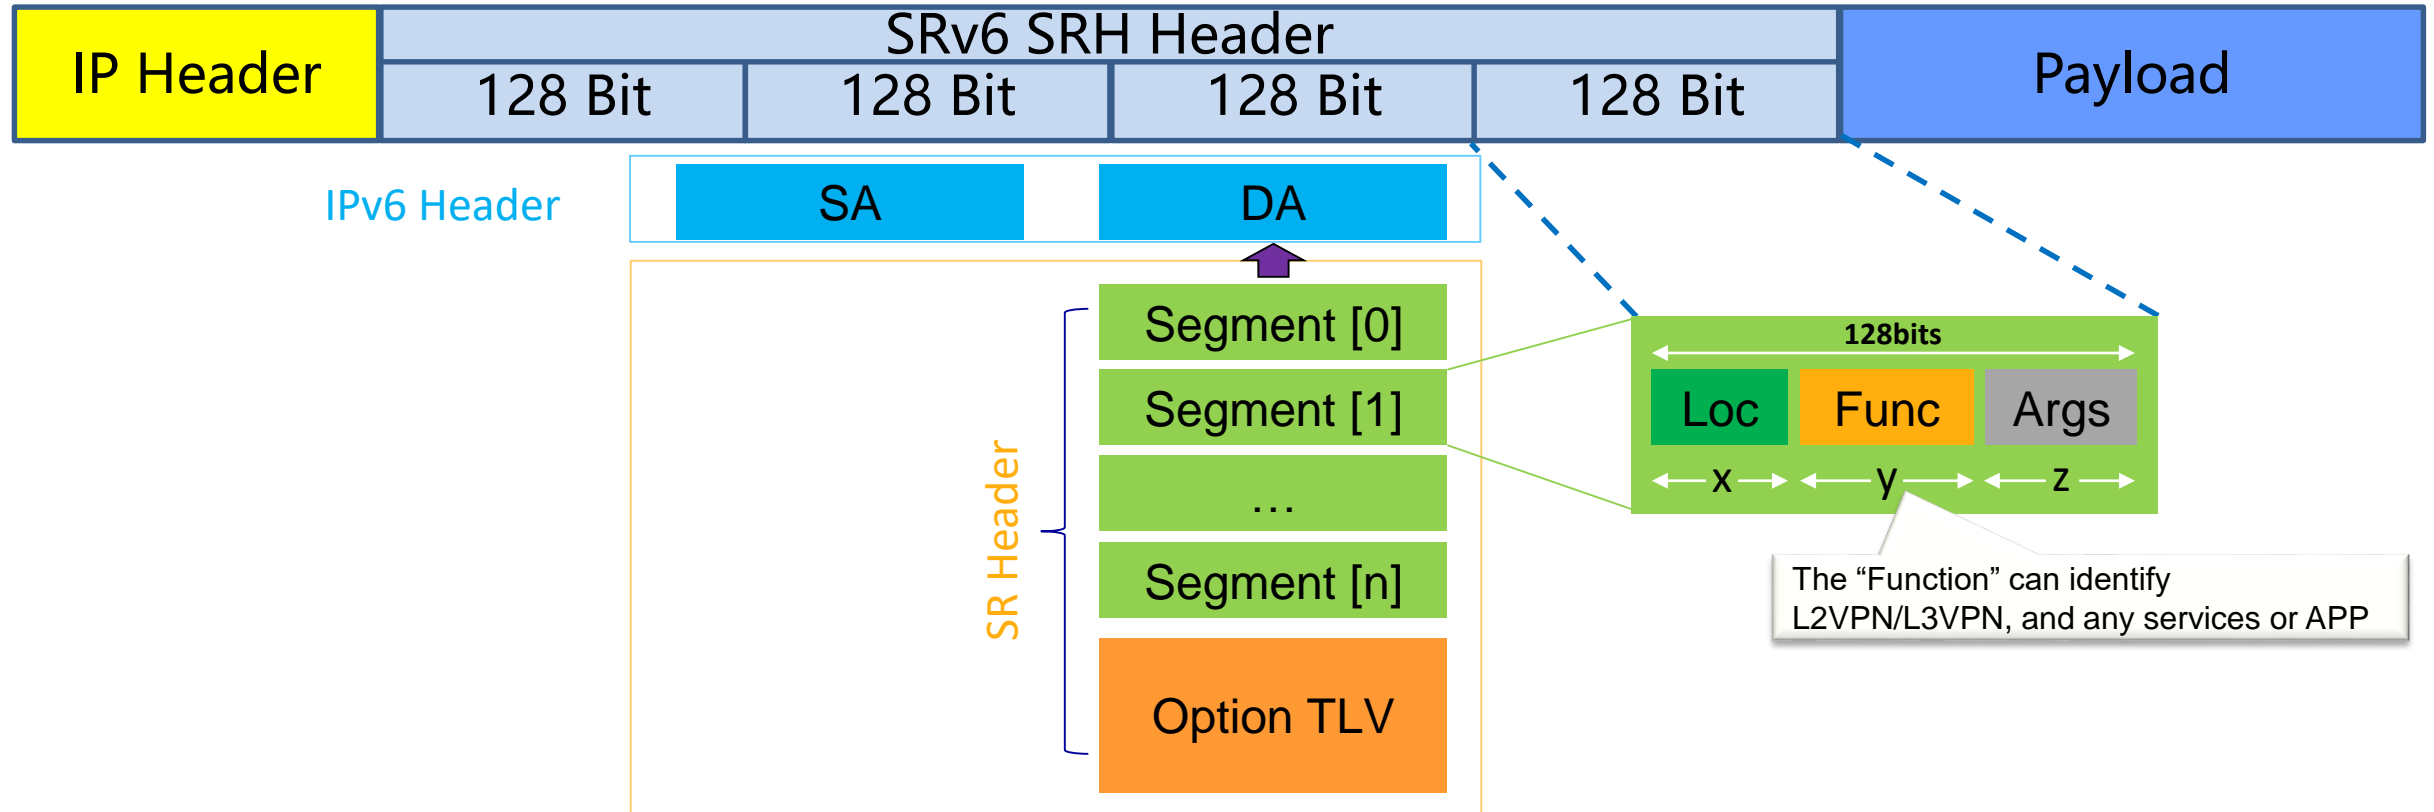 IP Header
SRv6 SRH Header
128 Bit
128 Bit
128 Bit
128 Bit
Payload
IPv6 Header
SA
DA
SR Header
Segment [0]
Segment [1]
…
Segment [n]
Option TLV
128bits
Loc
Func
Args
x
y
z
The “Function” can identify
L2VPN/L3VPN, and any services or APP